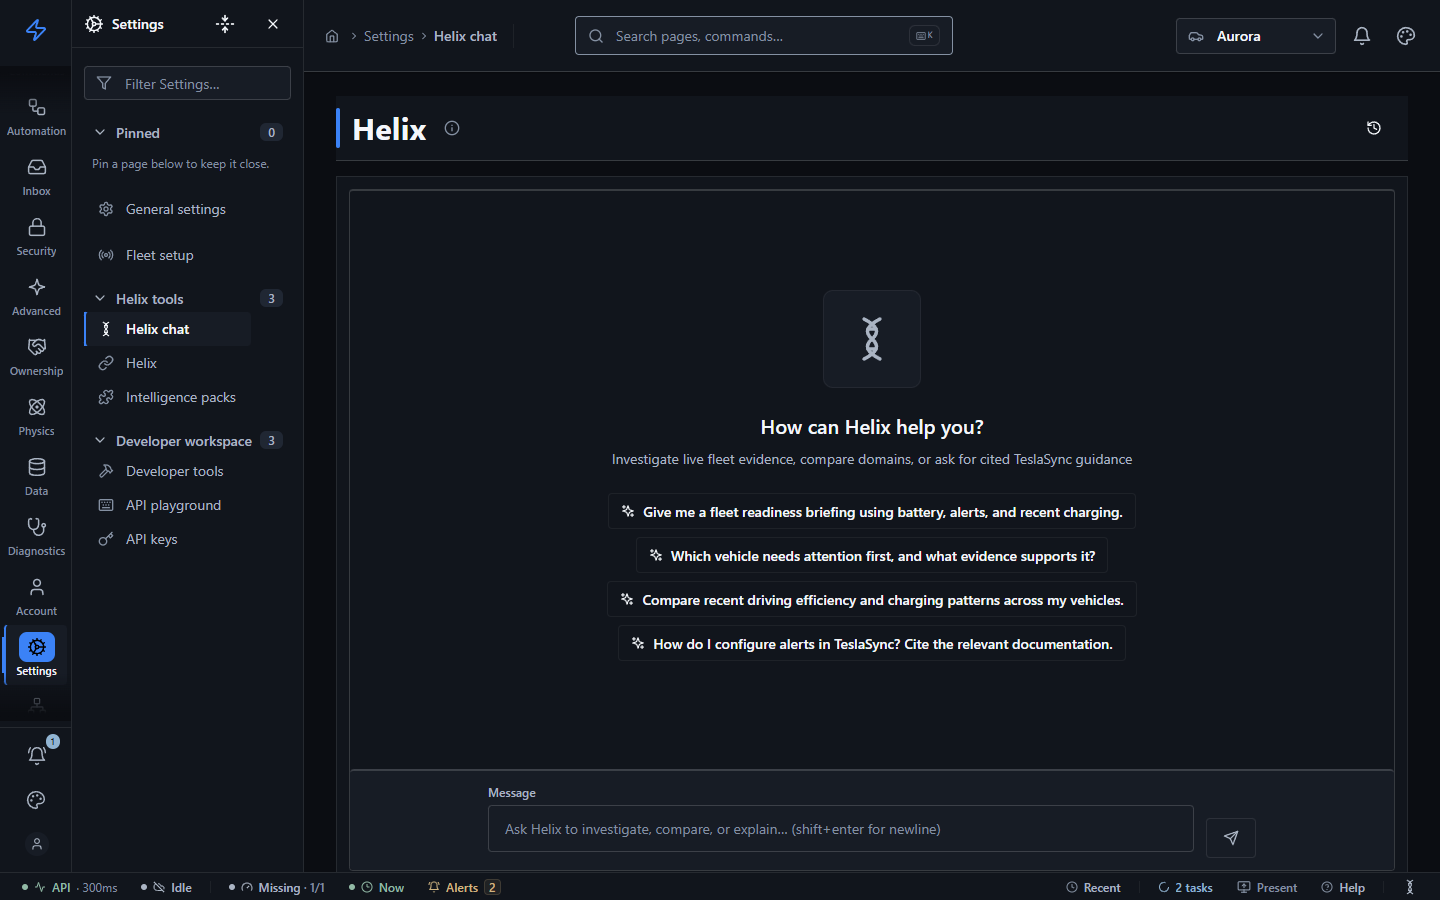 Settings
Filter Settings...
Pinned
0
Pin a page below to keep it close.
General settings
Fleet setup
Helix tools
3
Helix chat
Helix
Intelligence packs
Developer workspace
3
Developer tools
API playground
API keys
Automation
Inbox
Security
Advanced
Ownership
Physics
Data
Diagnostics
Account
Settings
1
Settings
Helix chat
Search pages, commands...
K
Aurora
Helix
How can Helix help you?
Investigate live fleet evidence, compare domains, or ask for cited TeslaSync guidance
Give me a fleet readiness briefing using battery, alerts, and recent charging.
Which vehicle needs attention first, and what evidence supports it?
Compare recent driving efficiency and charging patterns across my vehicles.
How do I configure alerts in TeslaSync? Cite the relevant documentation.
Message
Ask Helix to investigate, compare, or explain... (shift+enter for newline)
API · 300ms
Idle
Missing · 1/1
Now
Alerts 2
Recent
2 tasks
Present
Help